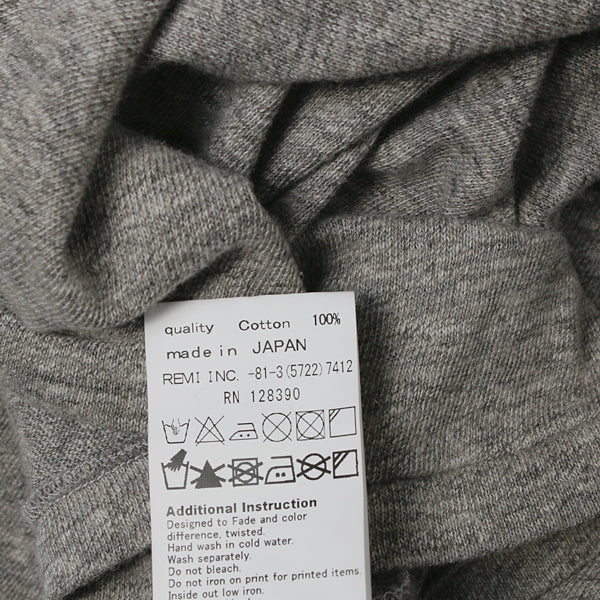 quality Cotton 100%
made in JAPAN
REMI INC. -81-3(5722)7412
RN 128390
Additional Instruction
Designed to Fade and color
difference, twisted.
Hand wash in cold water.
Wash separately.
Do not bleach.
Do not iron on print for printed items.
Inside out low iron.